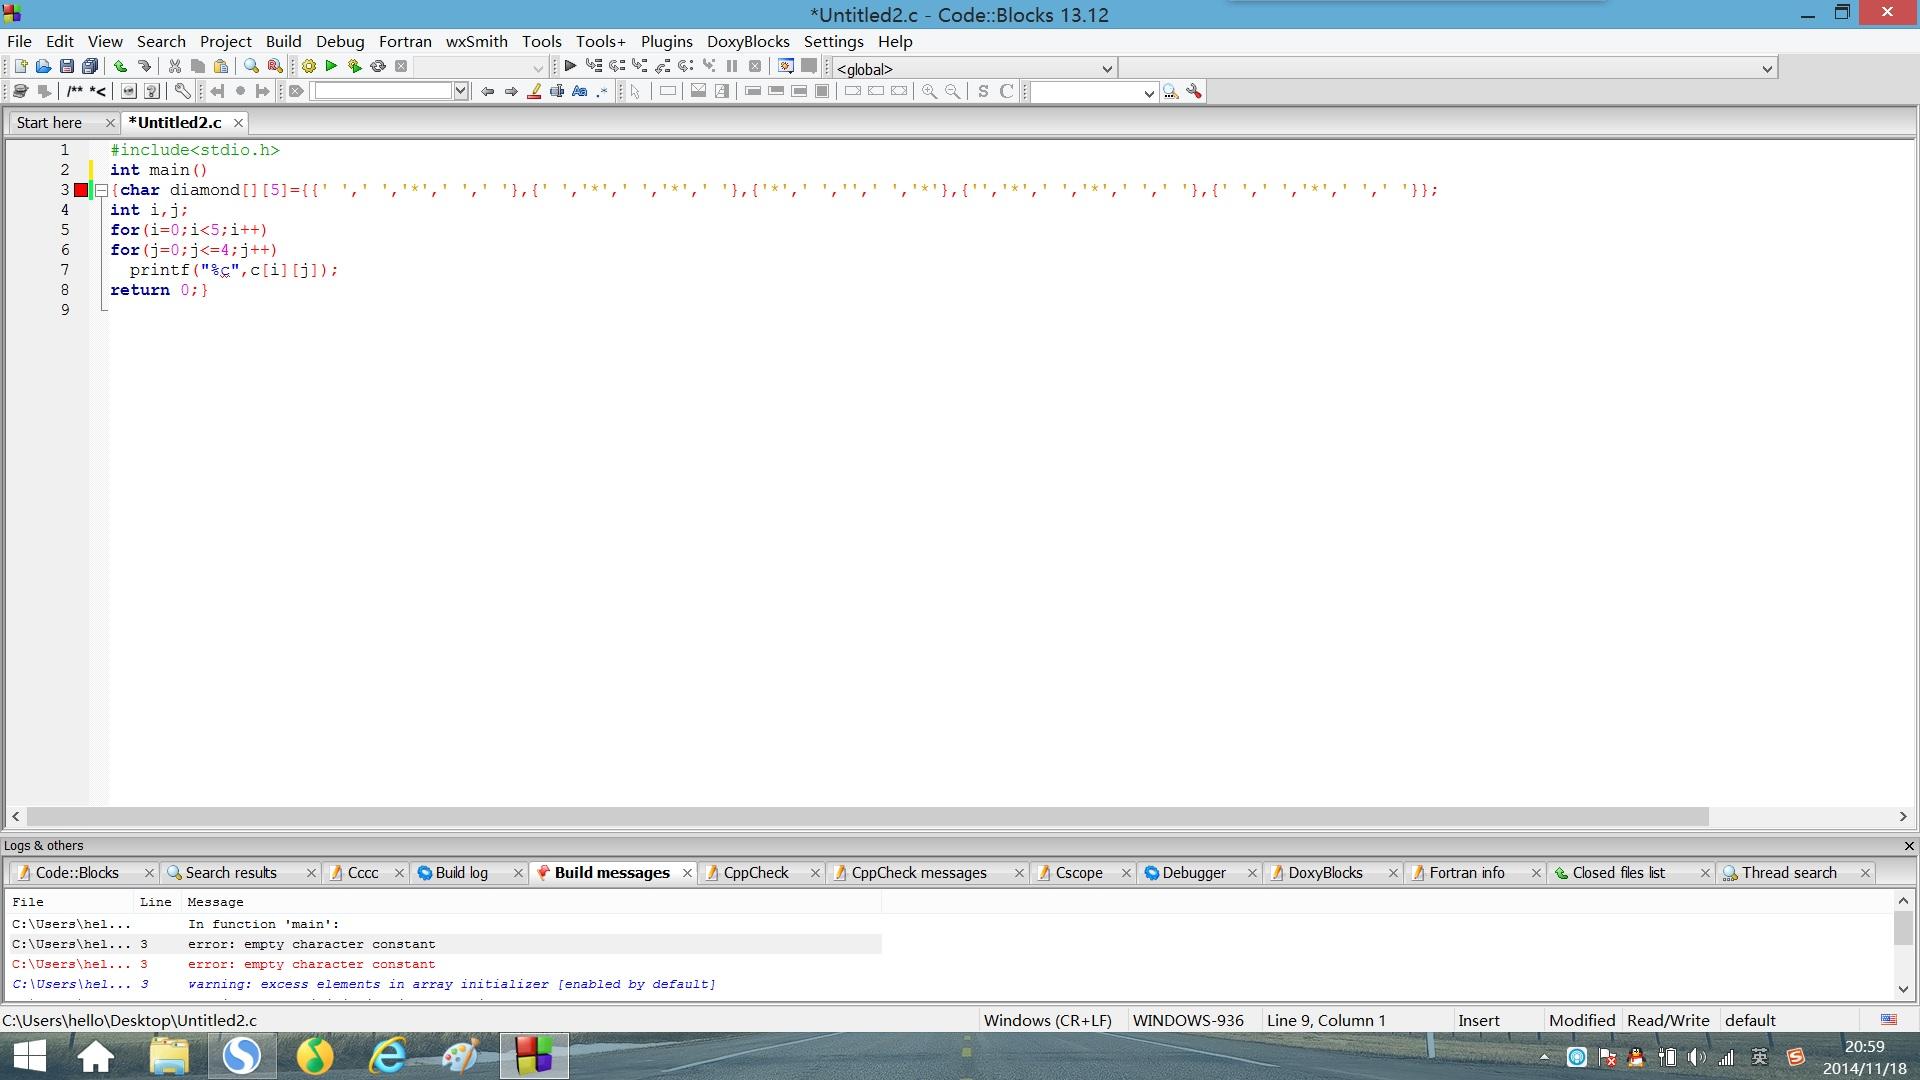 *Untitled2.c - Code::Blocks 13.12
File Edit View Search Project Build Debug Fortran wxSmith Tools Tools+ Plugins DoxyBlocks Settings Help
<global>
/** *<
S C
Start here *Untitled2.c
1 #include<stdio.h>
2 int main()
3 {char diamond[][5]={{' ',' ','*',' ',' '},{' ','*',' ','*',' '},{'*',' ','',' ','*'},{'','*',' ','*',' ',' '},{' ',' ','*',' ',' '}};
4 int i,j;
5 for(i=0;i<5;i++)
6 for(j=0;j<=4;j++)
7   printf("%c",c[i][j]);
8 return 0;}
9
Logs & others
Code::Blocks Search results Cccc Build log Build messages CppCheck CppCheck messages Cscope Debugger DoxyBlocks Fortran info Closed files list Thread search
File Line Message
C:\Users\hel... In function 'main':
C:\Users\hel... 3 error: empty character constant
C:\Users\hel... 3 error: empty character constant
C:\Users\hel... 3 warning: excess elements in array initializer [enabled by default]
C:\Users\hello\Desktop\Untitled2.c Windows (CR+LF) WINDOWS-936 Line 9, Column 1 Insert Modified Read/Write default
英
20:59
2014/11/18